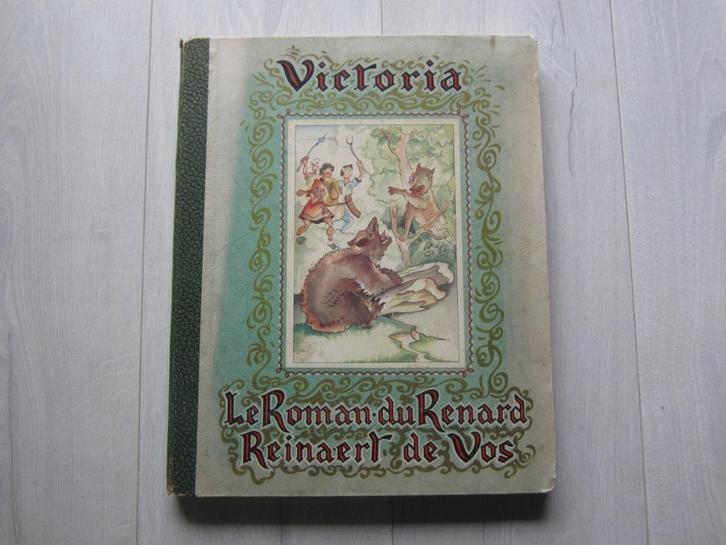 Victoria
Le Roman·du Renard
Reinaert·de Vos